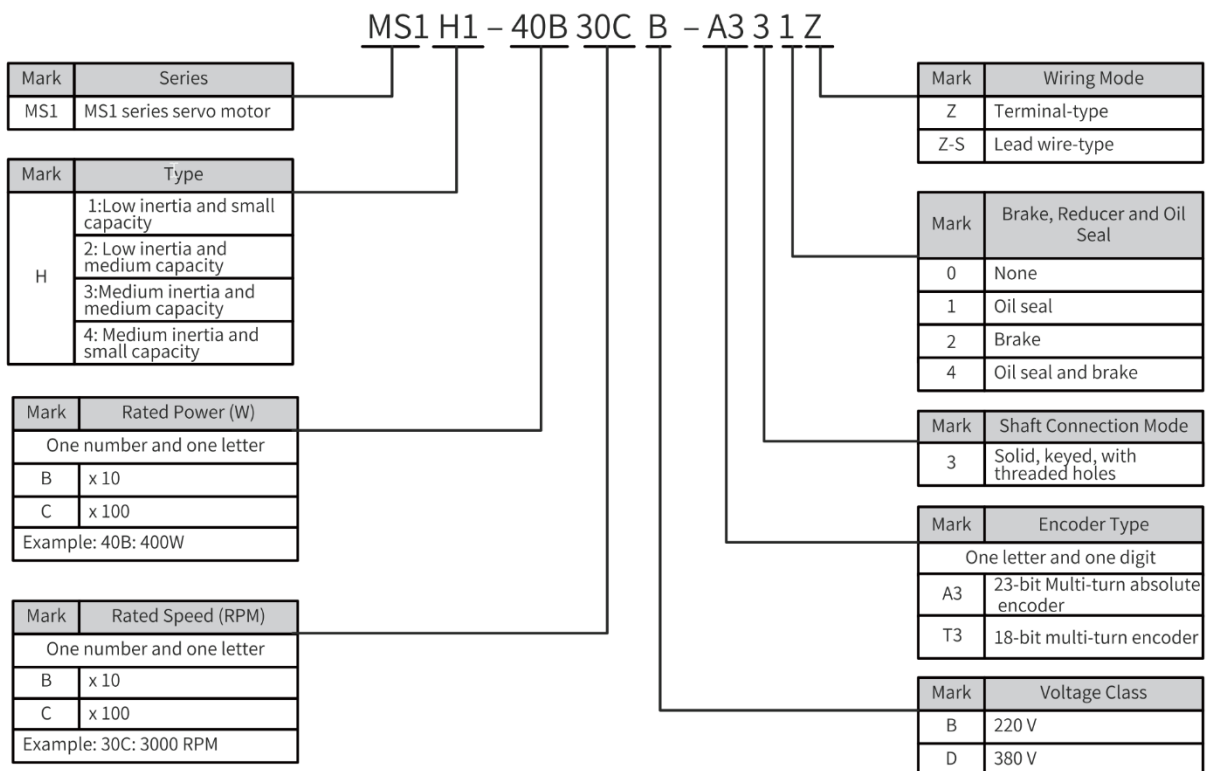 MS1 H1 – 40B 30C B – A3 3 1 Z
Mark Series
MS1 MS1 series servo motor
Mark Type
H
1:Low inertia and small
capacity
2: Low inertia and
medium capacity
3:Medium inertia and
medium capacity
4: Medium inertia and
small capacity
Mark Rated Power (W)
One number and one letter
B x 10
C x 100
Example: 40B: 400W
Mark Rated Speed (RPM)
One number and one letter
B x 10
C x 100
Example: 30C: 3000 RPM
Mark Wiring Mode
Z Terminal-type
Z-S Lead wire-type
Mark Brake, Reducer and Oil
Seal
0 None
1 Oil seal
2 Brake
4 Oil seal and brake
Mark Shaft Connection Mode
3 Solid, keyed, with
threaded holes
Mark Encoder Type
One letter and one digit
A3 23-bit Multi-turn absolute
encoder
T3 18-bit multi-turn encoder
Mark Voltage Class
B 220 V
D 380 V